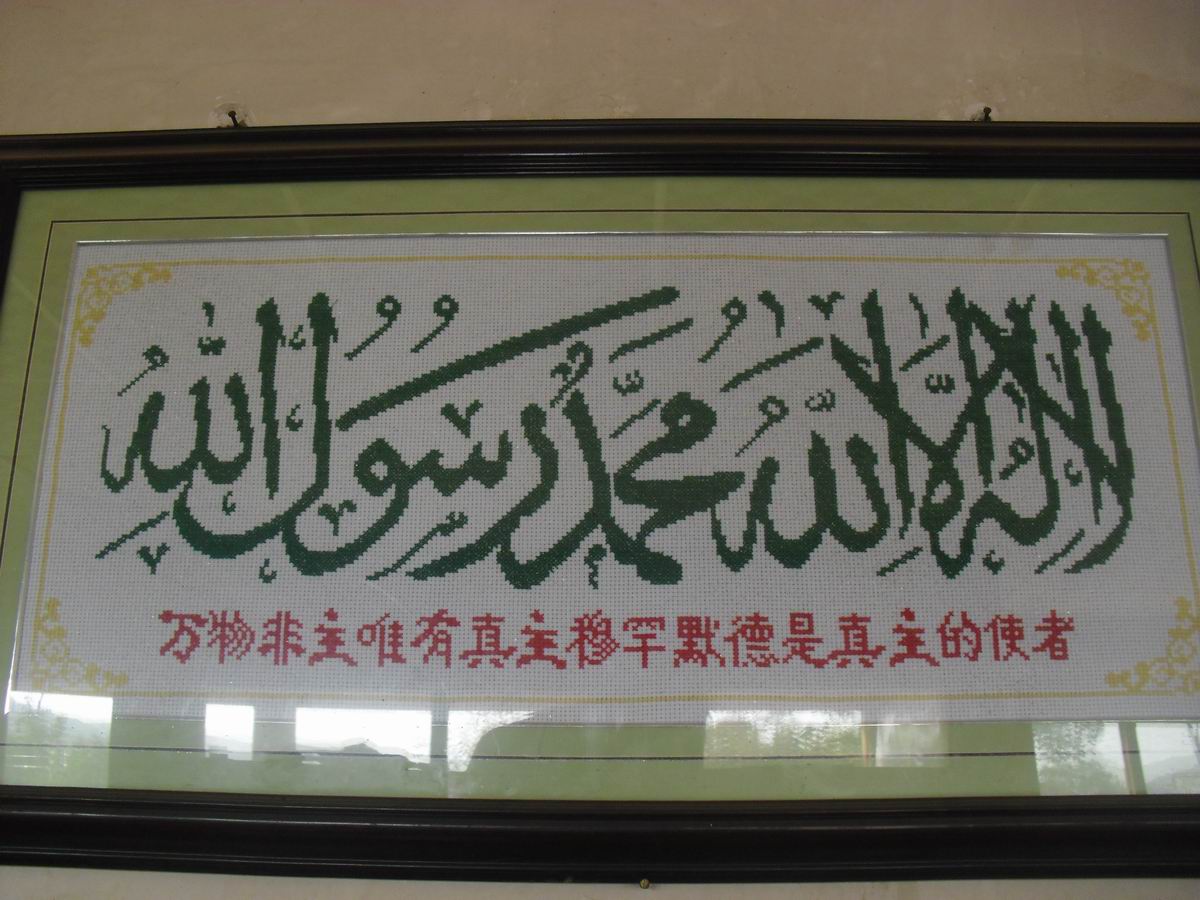 لا إله إلا الله محمد رسول الله
万物非主唯有真主穆罕默德是真主的使者